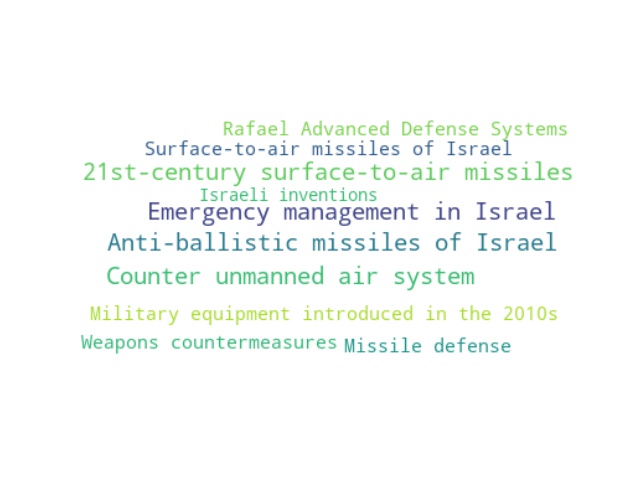 Rafael Advanced Defense Systems
Surface-to-air missiles of Israel
21st-century surface-to-air missiles
Israeli inventions
Emergency management in Israel
Anti-ballistic missiles of Israel
Counter unmanned air system
Military equipment introduced in the 2010s
Weapons countermeasures
Missile defense